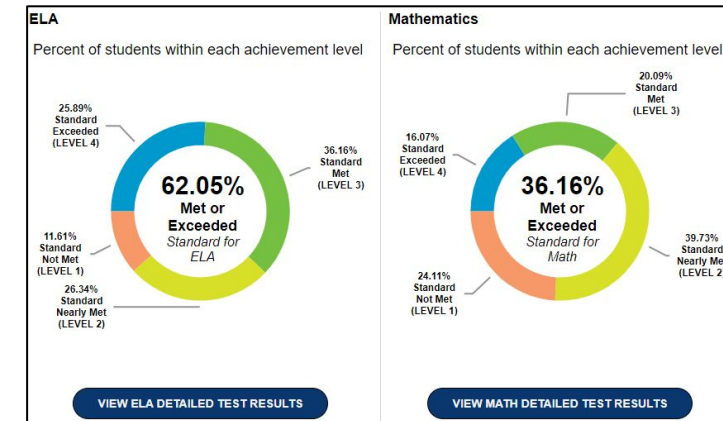 ELA
Percent of students within each achievement level
25.89%
Standard
Exceeded
(LEVEL 4)
36.16%
Standard
Met
(LEVEL 3)
62.05%
Met or
Exceeded
Standard for
ELA
11.61%
Standard
Not Met
(LEVEL 1)
26.34%
Standard
Nearly Met
(LEVEL 2)
VIEW ELA DETAILED TEST RESULTS
Mathematics
Percent of students within each achievement level
20.09%
Standard
Met
(LEVEL 3)
16.07%
Standard
Exceeded
(LEVEL 4)
36.16%
Met or
Exceeded
Standard for
Math
39.73%
Standard
Nearly Me
(LEVEL 2)
24.11%
Standard
Not Met
(LEVEL 1)
VIEW MATH DETAILED TEST RESULTS